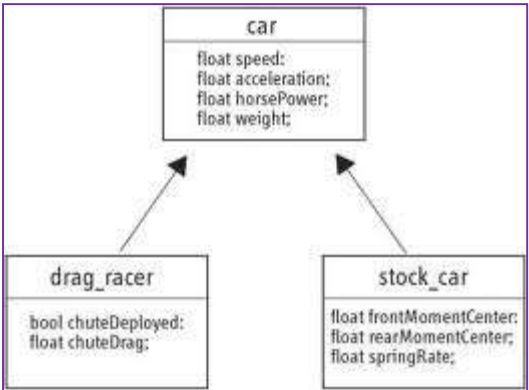 car
float speed:
float acceleration;
float horsePower;
float weight;
drag_racer
bool chuteDeployed:
float chuteDrag;
stock_car
float frontMomentCenter:
float rearMomentCenter;
float springRate;